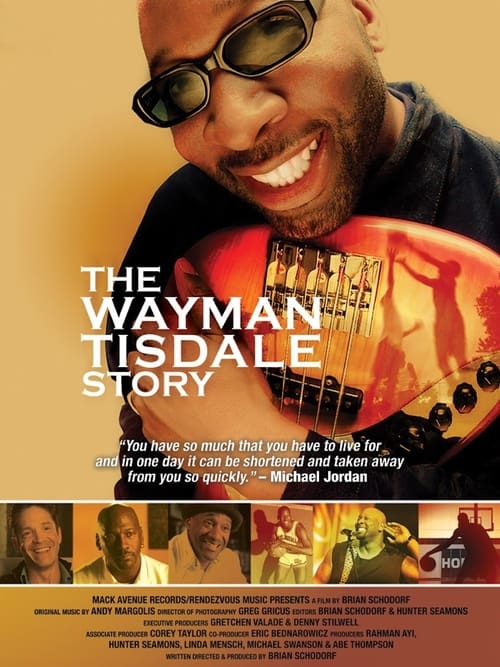 THE
WAYMAN
TISDALE
STORY
“You have so much that you have to live for
and in one day it can be shortened and taken away
from you so quickly.” – Michael Jordan
6
HO
MACK AVENUE RECORDS/RENDEZVOUS MUSIC PRESENTS A FILM BY BRIAN SCHODORF
ORIGINAL MUSIC BY ANDY MARGOLIS DIRECTOR OF PHOTOGRAPHY GREG GRICUS EDITORS BRIAN SCHODORF & HUNTER SEAMONS
EXECUTIVE PRODUCERS GRETCHEN VALADE & DENNY STILWELL
ASSOCIATE PRODUCER COREY TAYLOR CO-PRODUCER ERIC BEDNAROWICZ PRODUCERS RAHMAN AYI,
HUNTER SEAMONS, LINDA MENSCH, MICHAEL SWANSON & ABE THOMPSON
WRITTEN DIRECTED & PRODUCED BY BRIAN SCHODORF